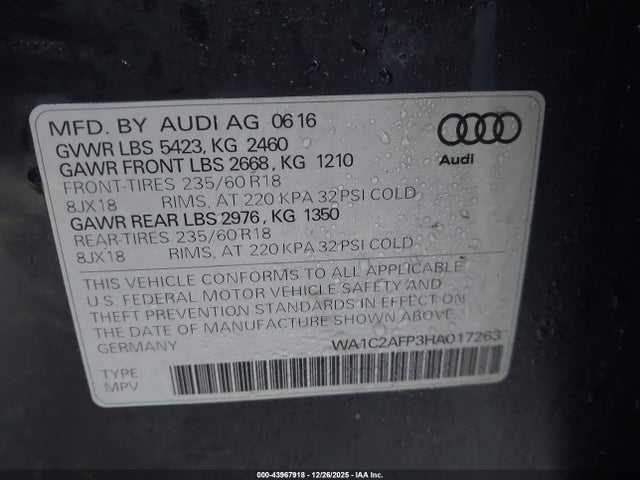 MFD. BY AUDI AG 0616
GVWR LBS 5423, KG 2460
GAWR FRONT LBS 2668, KG 1210
FRONT-TIRES 235/60 R18
8JX18 RIMS, AT 220 KPA 32 PSI COLD
GAWR REAR LBS 2976, KG 1350
REAR-TIRES 235/60 R18
8JX18 RIMS, AT 220 KPA 32 PSI COLD
Audi
THIS VEHICLE CONFORMS TO ALL APPLICABLE
U.S. FEDERAL MOTOR VEHICLE SAFETY AND
THEFT PREVENTION STANDARDS IN EFFECT ON
THE DATE OF MANUFACTURE SHOWN ABOVE.
GERMANY WA1C2AFP3HA017263
TYPE
MPV
000-43967918 - 12/26/2025 - IAA Inc.